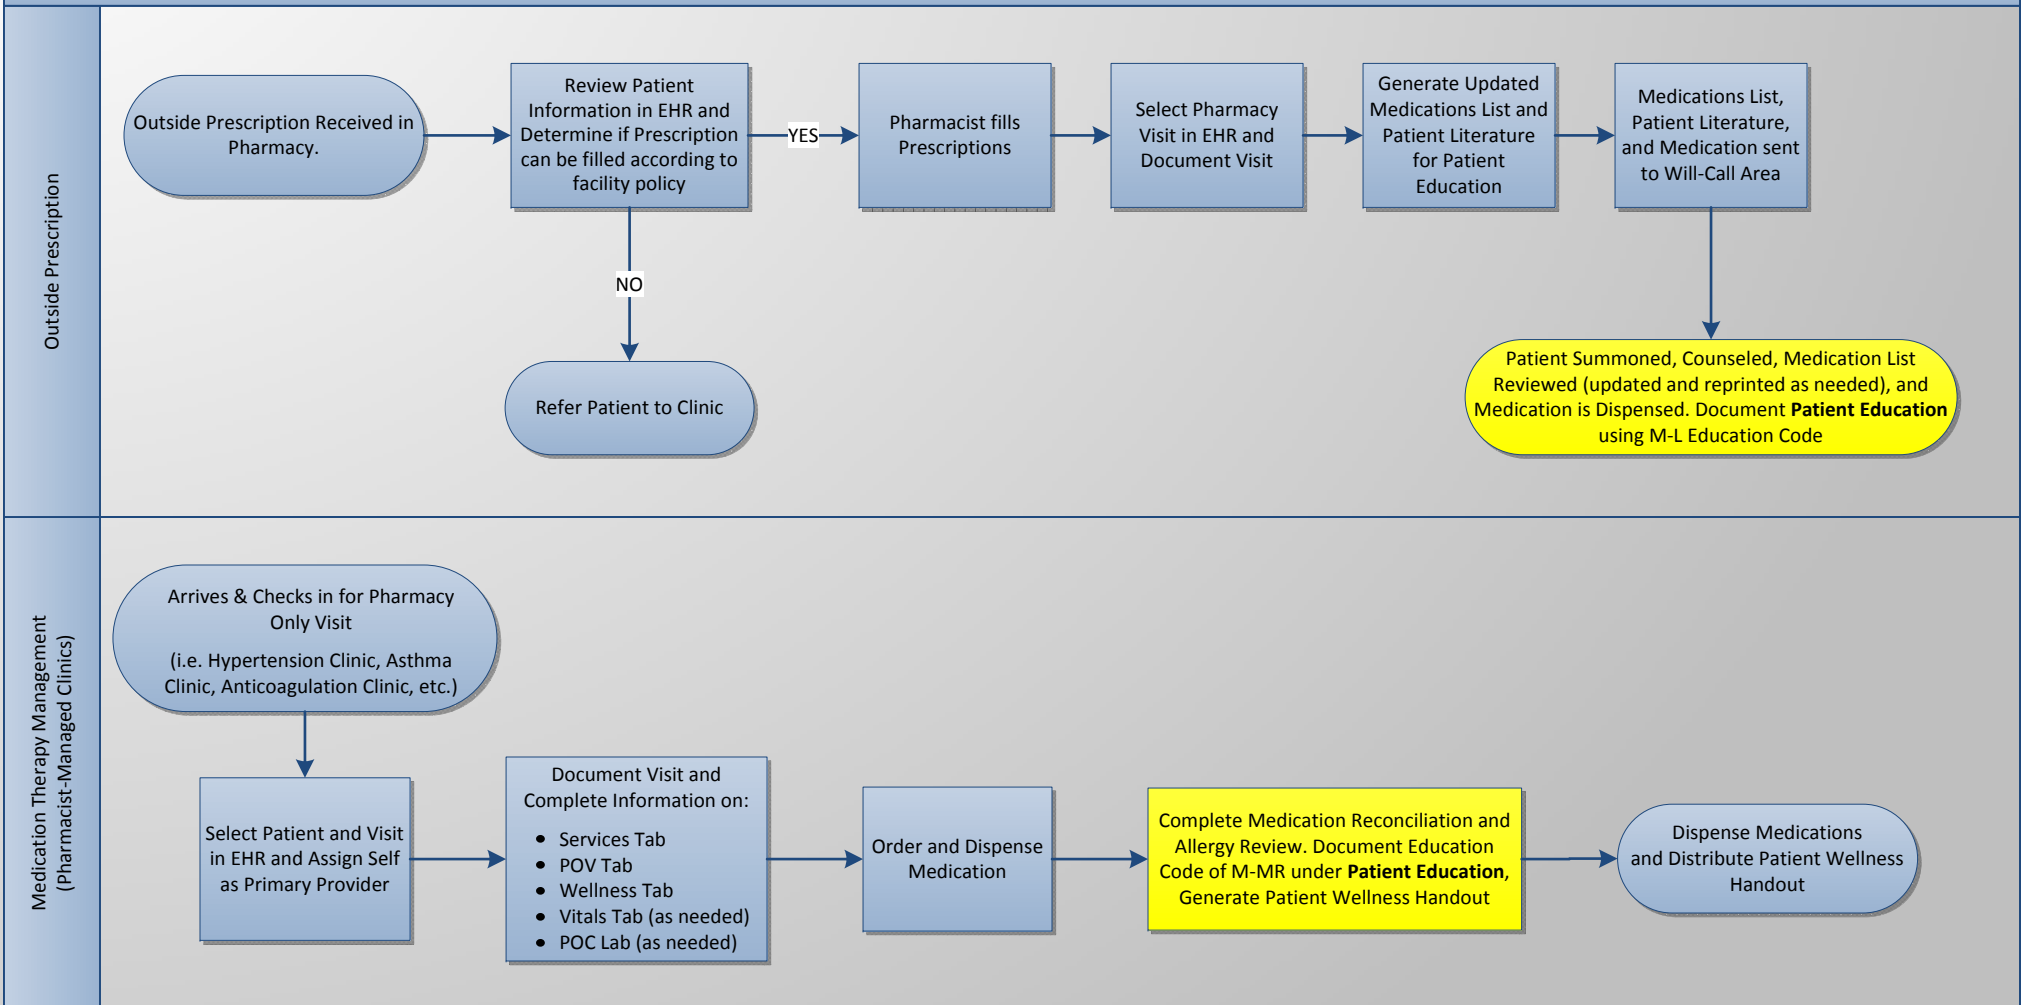 Outside Prescription
Outside Prescription Received in
Pharmacy.
Review Patient
Information in EHR and
Determine if Prescription
can be filled according to
facility policy
YES
Pharmacist fills
Prescriptions
Select Pharmacy
Visit in EHR and
Document Visit
Generate Updated
Medications List and
Patient Literature
for Patient
Education
Medications List,
Patient Literature,
and Medication sent
to Will-Call Area
NO
Refer Patient to Clinic
Patient Summoned, Counseled, Medication List
Reviewed (updated and reprinted as needed), and
Medication is Dispensed. Document Patient Education
using M-L Education Code
Medication Therapy Management
(Pharmacist-Managed Clinics)
Arrives & Checks in for Pharmacy
Only Visit
(i.e. Hypertension Clinic, Asthma
Clinic, Anticoagulation Clinic, etc.)
Select Patient and Visit
in EHR and Assign Self
as Primary Provider
Document Visit and
Complete Information on:
• Services Tab
• POV Tab
• Wellness Tab
• Vitals Tab (as needed)
• POC Lab (as needed)
Order and Dispense
Medication
Complete Medication Reconciliation and
Allergy Review. Document Education
Code of M-MR under Patient Education,
Generate Patient Wellness Handout
Dispense Medications
and Distribute Patient Wellness
Handout